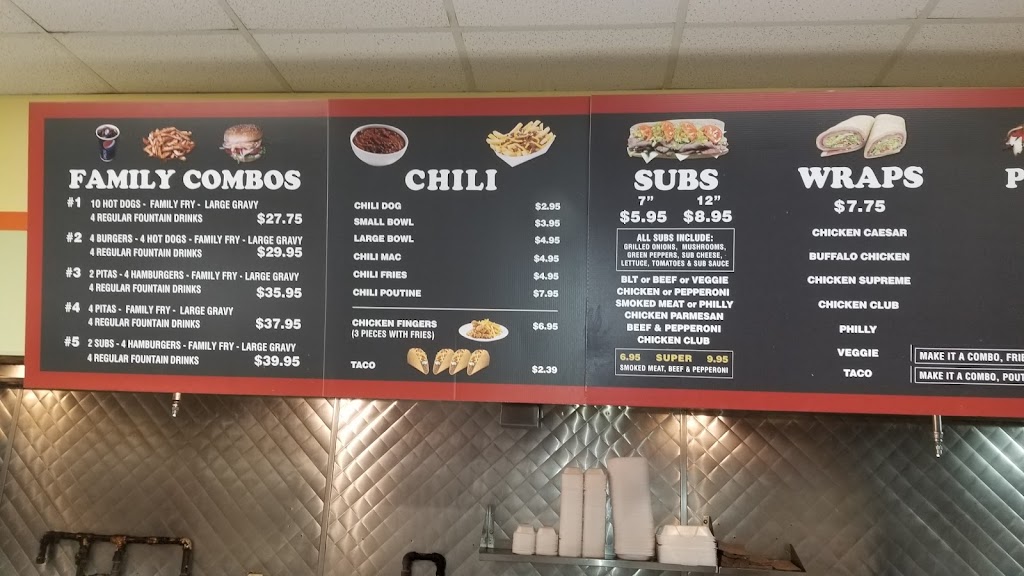 FAMILY COMBOS
#1 10 HOT DOGS - FAMILY FRY - LARGE GRAVY
4 REGULAR FOUNTAIN DRINKS $27.75
#2 4 BURGERS - 4 HOT DOGS - FAMILY FRY - LARGE GRAVY
4 REGULAR FOUNTAIN DRINKS $29.95
#3 2 PITAS - 4 HAMBURGERS - FAMILY FRY - LARGE GRAVY
4 REGULAR FOUNTAIN DRINKS $35.95
#4 4 PITAS - FAMILY FRY - LARGE GRAVY
4 REGULAR FOUNTAIN DRINKS $37.95
#5 2 SUBS - 4 HAMBURGERS - FAMILY FRY - LARGE GRAVY
4 REGULAR FOUNTAIN DRINKS $39.95
CHILI
CHILI DOG $2.95
SMALL BOWL $3.95
LARGE BOWL $4.95
CHILI MAC $4.95
CHILI FRIES $4.95
CHILI POUTINE $7.95
CHICKEN FINGERS $6.95
(3 PIECES WITH FRIES)
TACO $2.39
SUBS
7" 12"
$5.95 $8.95
ALL SUBS INCLUDE:
GRILLED ONIONS, MUSHROOMS,
GREEN PEPPERS, SUB CHEESE,
LETTUCE, TOMATOES & SUB SAUCE
BLT or BEEF or VEGGIE
CHICKEN or PEPPERONI
SMOKED MEAT or PHILLY
CHICKEN PARMESAN
BEEF & PEPPERONI
CHICKEN CLUB
6.95 SUPER 9.95
SMOKED MEAT, BEEF & PEPPERONI
WRAPS
$7.75
CHICKEN CAESAR
BUFFALO CHICKEN
CHICKEN SUPREME
CHICKEN CLUB
PHILLY
VEGGIE
TACO
P
MAKE IT A COMBO, FRIE
MAKE IT A COMBO, POUT